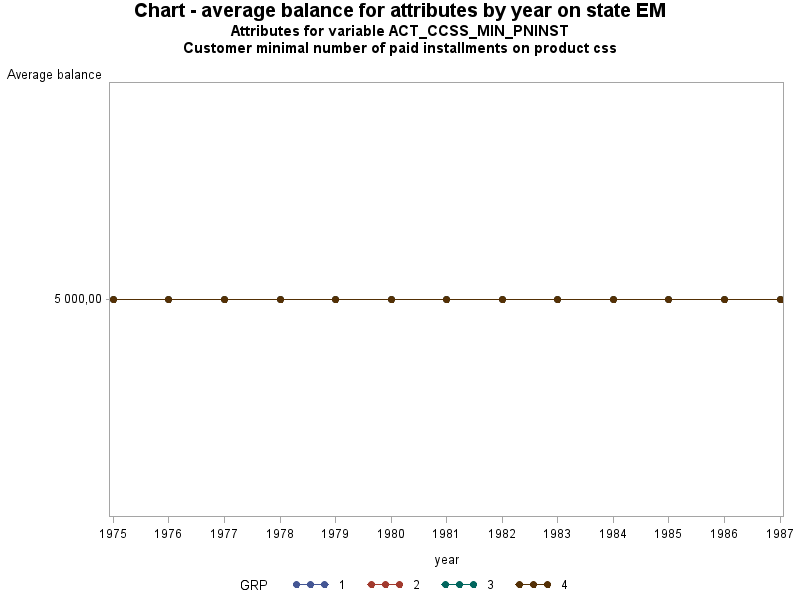 Chart - average balance for attributes by year on state EM
Attributes for variable ACT_CCSS_MIN_PNINST
Customer minimal number of paid installments on product css
Average balance
5 000,00
1975 1976 1977 1978 1979 1980 1981 1982 1983 1984 1985 1986 1987
year
GRP 1 2 3 4